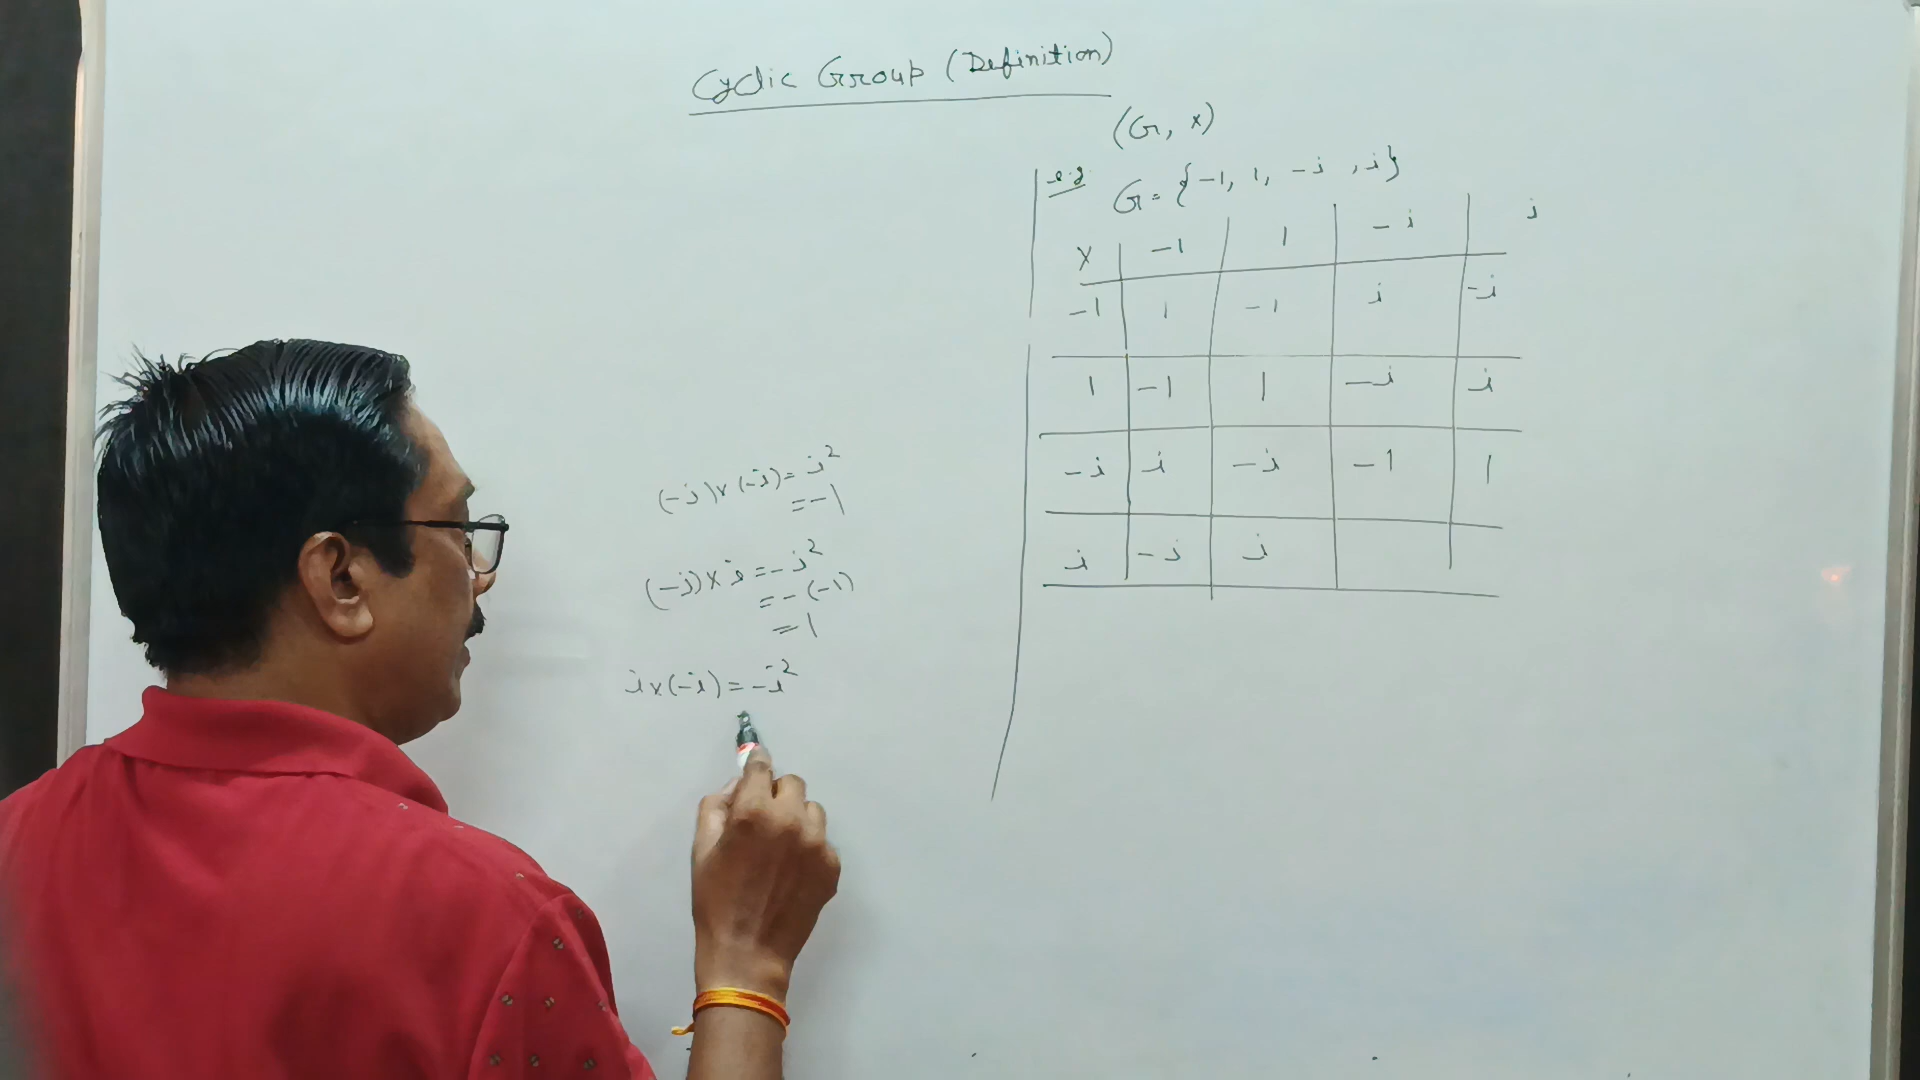 Cyclic Group (Definition)
(G, x)
e.g.
G = {-1, 1, -i, i}
X -1 1 -i i
-1 1 -1 i -i
1 -1 1 -i i
-i i -i -1 1
i -i i
(-i) x (-i) = i²
= -1
(-i) x i = -i²
= -(-1)
= 1
i x (-i) = -i²